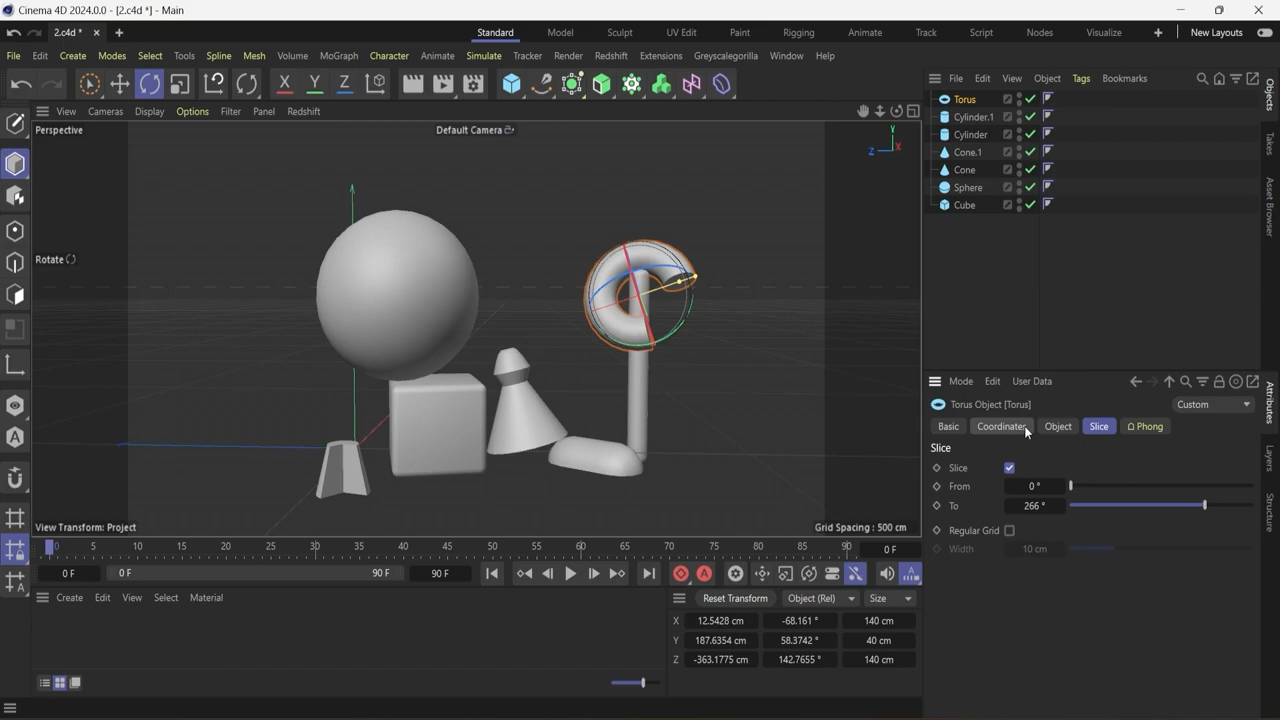 Cinema 4D 2024.0.0 - [2.c4d *] - Main
2.c4d *
Standard Model Sculpt UV Edit Paint Rigging Animate Track Script Nodes Visualize New Layouts
File Edit Create Modes Select Tools Spline Mesh Volume MoGraph Character Animate Simulate Tracker Render Redshift Extensions Greyscalegorilla Window Help
X Y Z
View Cameras Display Options Filter Panel Redshift
Perspective
Default Camera
Y
Z X
Rotate
View Transform: Project
Grid Spacing : 500 cm
0 5 10 15 20 25 30 35 40 45 50 55 60 65 70 75 80 85 90 0 F
0 F 0 F 90 F 90 F
Create Edit View Select Material
Reset Transform Object (Rel) Size
X 12.5428 cm -68.161 ° 140 cm
Y 187.6354 cm 58.3742 ° 40 cm
Z -363.1775 cm 142.7655 ° 140 cm
File Edit View Object Tags Bookmarks
Torus
Cylinder.1
Cylinder
Cone.1
Cone
Sphere
Cube
Objects
Takes
Asset Browser
Mode Edit User Data
Torus Object [Torus] Custom
Basic Coordinates Object Slice Phong
Slice
Slice
From 0 °
To 266 °
Regular Grid
Width 10 cm
Attributes
Layers
Structure